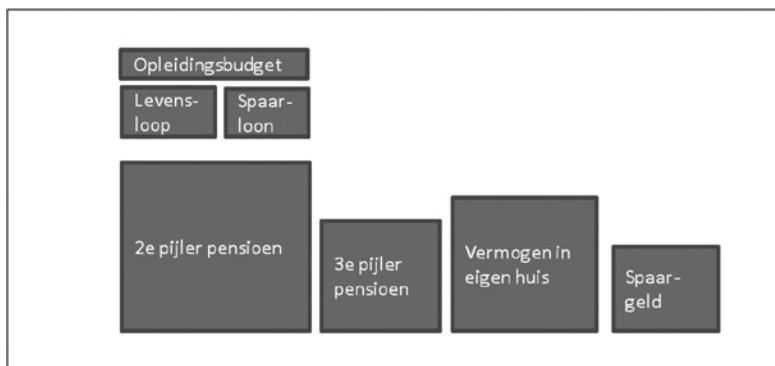 Opleidingsbudget
Levens-
loop
Spaar-
loon
2e pijler pensioen
3e pijler
pensioen
Vermogen in
eigen huis
Spaar-
geld